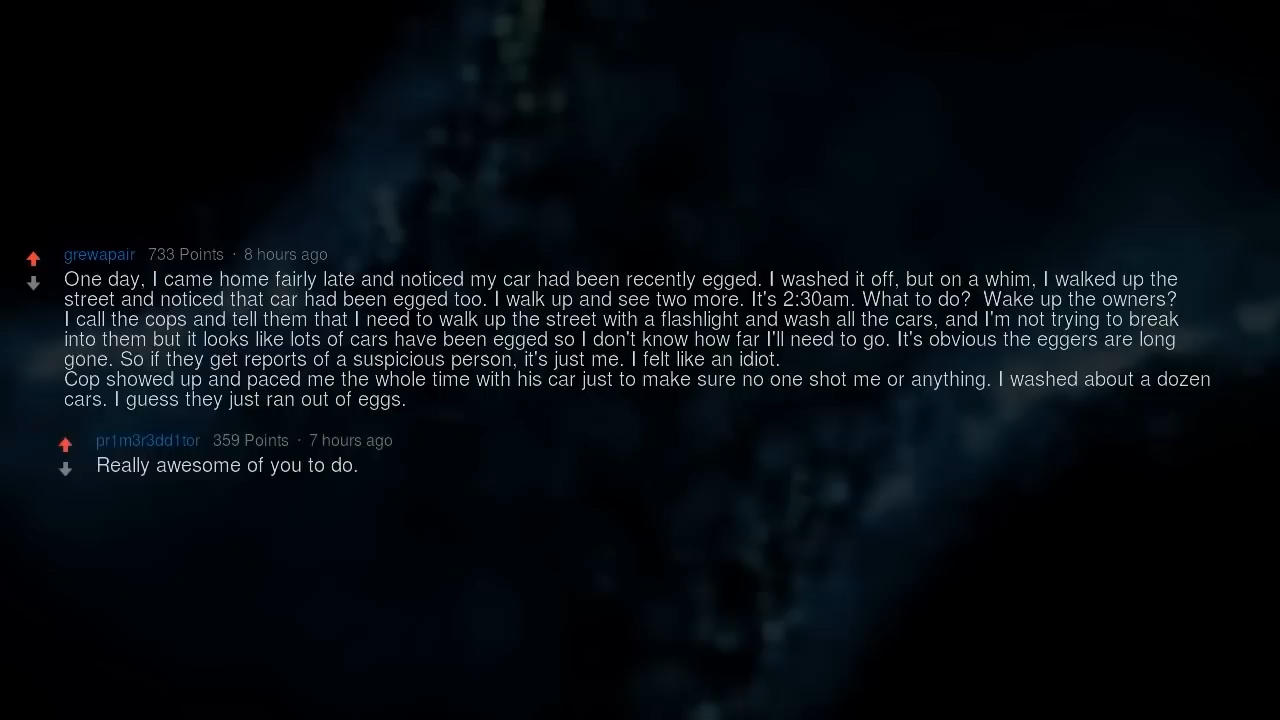 grewapair 733 Points · 8 hours ago
One day, I came home fairly late and noticed my car had been recently egged. I washed it off, but on a whim, I walked up the
street and noticed that car had been egged too. I walk up and see two more. It's 2:30am. What to do?  Wake up the owners?
I call the cops and tell them that I need to walk up the street with a flashlight and wash all the cars, and I'm not trying to break
into them but it looks like lots of cars have been egged so I don't know how far I'll need to go. It's obvious the eggers are long
gone. So if they get reports of a suspicious person, it's just me. I felt like an idiot.
Cop showed up and paced me the whole time with his car just to make sure no one shot me or anything. I washed about a dozen
cars. I guess they just ran out of eggs.
pr1m3r3dd1tor 359 Points · 7 hours ago
Really awesome of you to do.